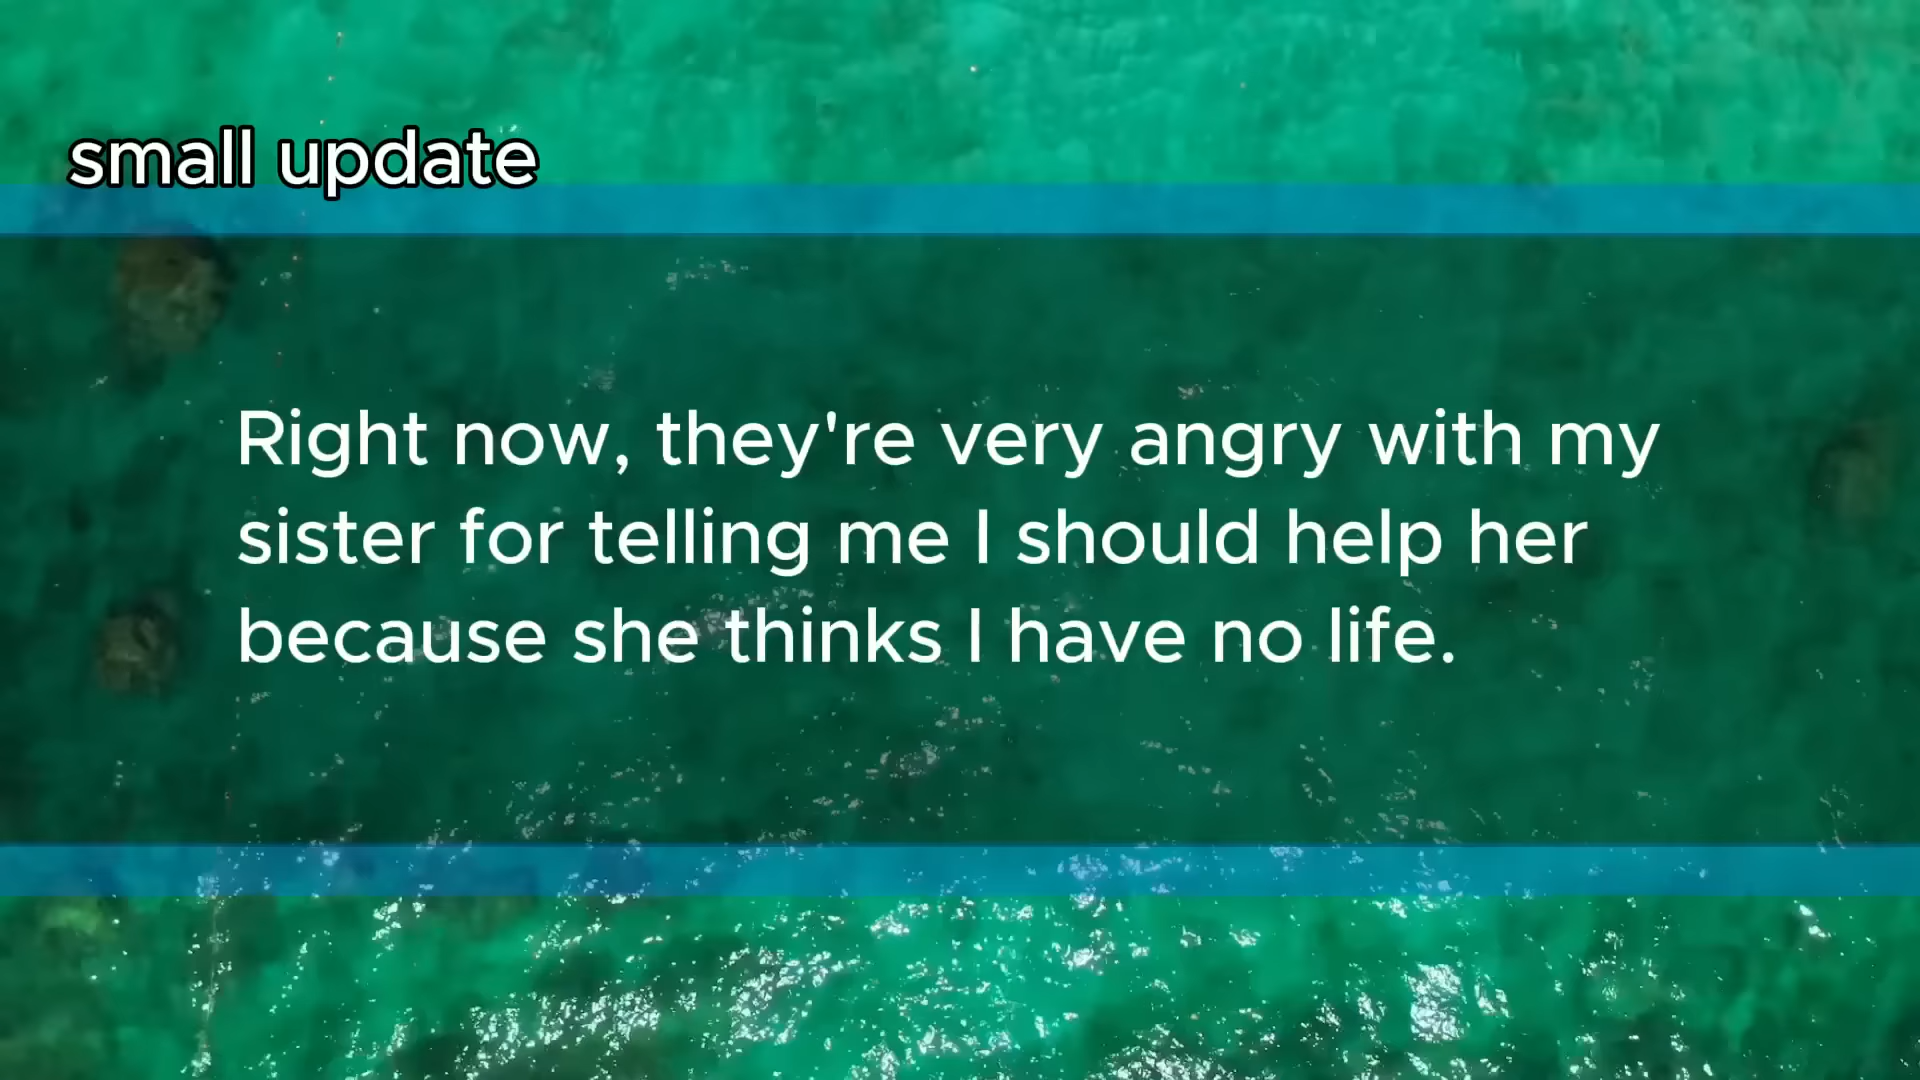 small update
Right now, they're very angry with my
sister for telling me I should help her
because she thinks I have no life.